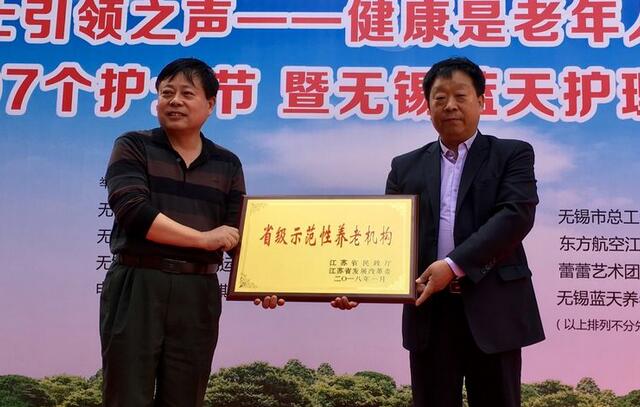 引领之声——健康是老年人
7个护士节 暨无锡蓝天护理
省级示范性养老机构
江苏省民政厅
江苏省发展改革委
二〇一八年一月
无锡市总工
东方航空江
蕾蕾艺术团
无锡蓝天养
(以上排列不分先